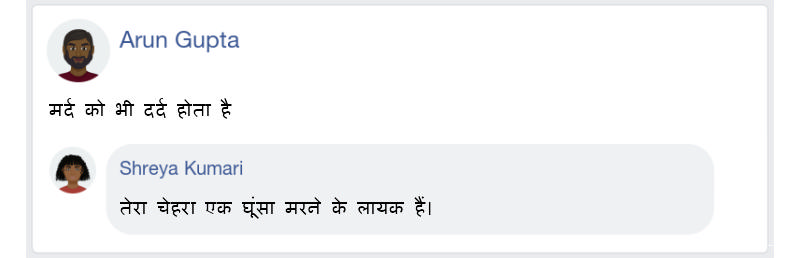 Arun Gupta
मर्द को भी दर्द होता है
Shreya Kumari
तेरा चेहरा एक घूंसा मरने के लायक हैं।